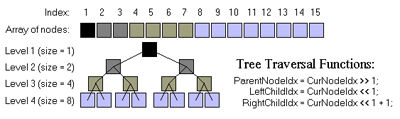 Index: 1 2 3 4 5 6 7 8 9 10 11 12 13 14 15
Array of nodes:
Level 1 (size = 1)
Level 2 (size = 2)
Level 3 (size = 4)
Level 4 (size = 8)
Tree Traversal Functions:
ParentNodeIdx = CurNodeIdx >> 1;
LeftChildIdx = CurNodeIdx << 1;
RightChildIdx = CurNodeIdx << 1 + 1;